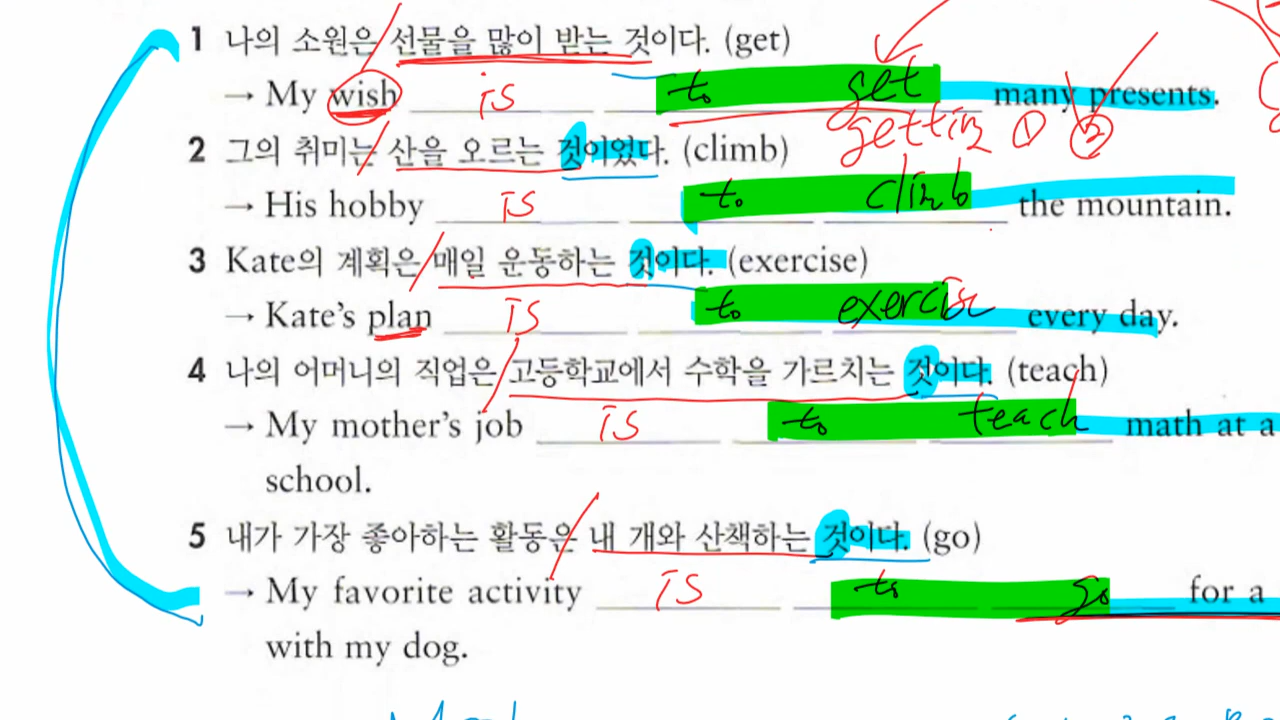 1 나의 소원은 선물을 많이 받는 것이다. (get)
→ My wish is to get many presents.
getting ① ②
2 그의 취미는 산을 오르는 것이었다. (climb)
→ His hobby is to climb the mountain.
3 Kate의 계획은 매일 운동하는 것이다. (exercise)
→ Kate's plan is to exercise every day.
4 나의 어머니의 직업은 고등학교에서 수학을 가르치는 것이다. (teach)
→ My mother's job is to teach math at a
school.
5 내가 가장 좋아하는 활동은 내 개와 산책하는 것이다. (go)
→ My favorite activity is to go for a
with my dog.